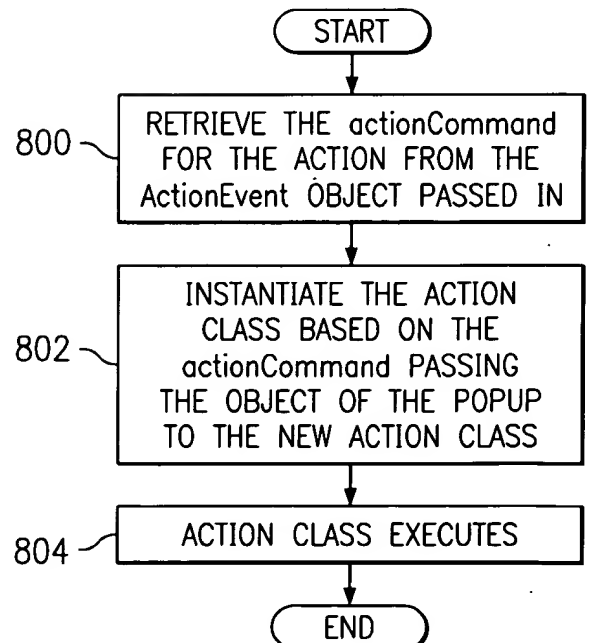 START
800
RETRIEVE THE actionCommand
FOR THE ACTION FROM THE
ActionEvent OBJECT PASSED IN
802
INSTANTIATE THE ACTION
CLASS BASED ON THE
actionCommand PASSING
THE OBJECT OF THE POPUP
TO THE NEW ACTION CLASS
804
ACTION CLASS EXECUTES
END